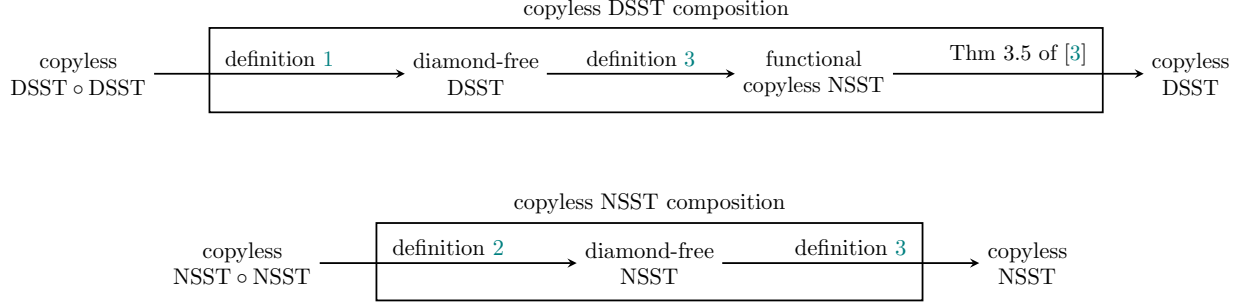 copyless DSST composition
copyless
DSST ∘ DSST
definition 1
diamond-free
DSST
definition 3
functional
copyless NSST
Thm 3.5 of [3]
copyless
DSST
copyless NSST composition
copyless
NSST ∘ NSST
definition 2
diamond-free
NSST
definition 3
copyless
NSST